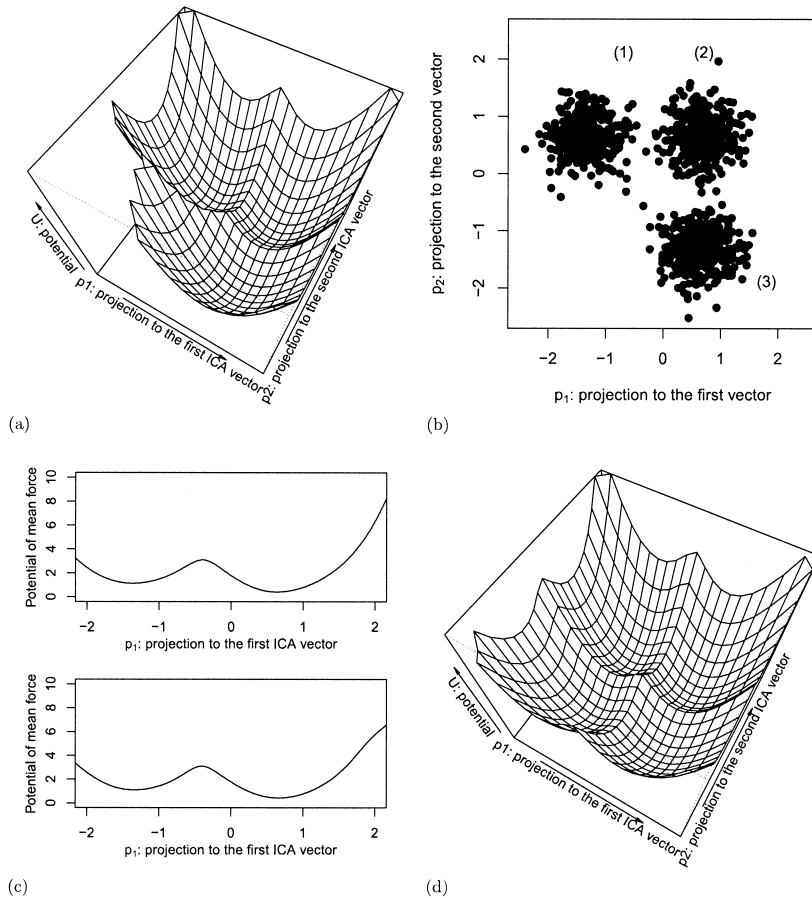 U: potential
p1: projection to the first ICA vector
p2: projection to the second ICA vector
(a)
p2: projection to the second vector
2
1
0
−1
−2
(1)
(2)
(3)
−2
−1
0
1
2
p1: projection to the first vector
(b)
Potential of mean force
10
8
6
4
2
0
−2
−1
0
1
2
p1: projection to the first ICA vector
Potential of mean force
10
8
6
4
2
0
−2
−1
0
1
2
p1: projection to the first ICA vector
(c)
U: potential
p1: projection to the first ICA vector
p2: projection to the second ICA vector
(d)